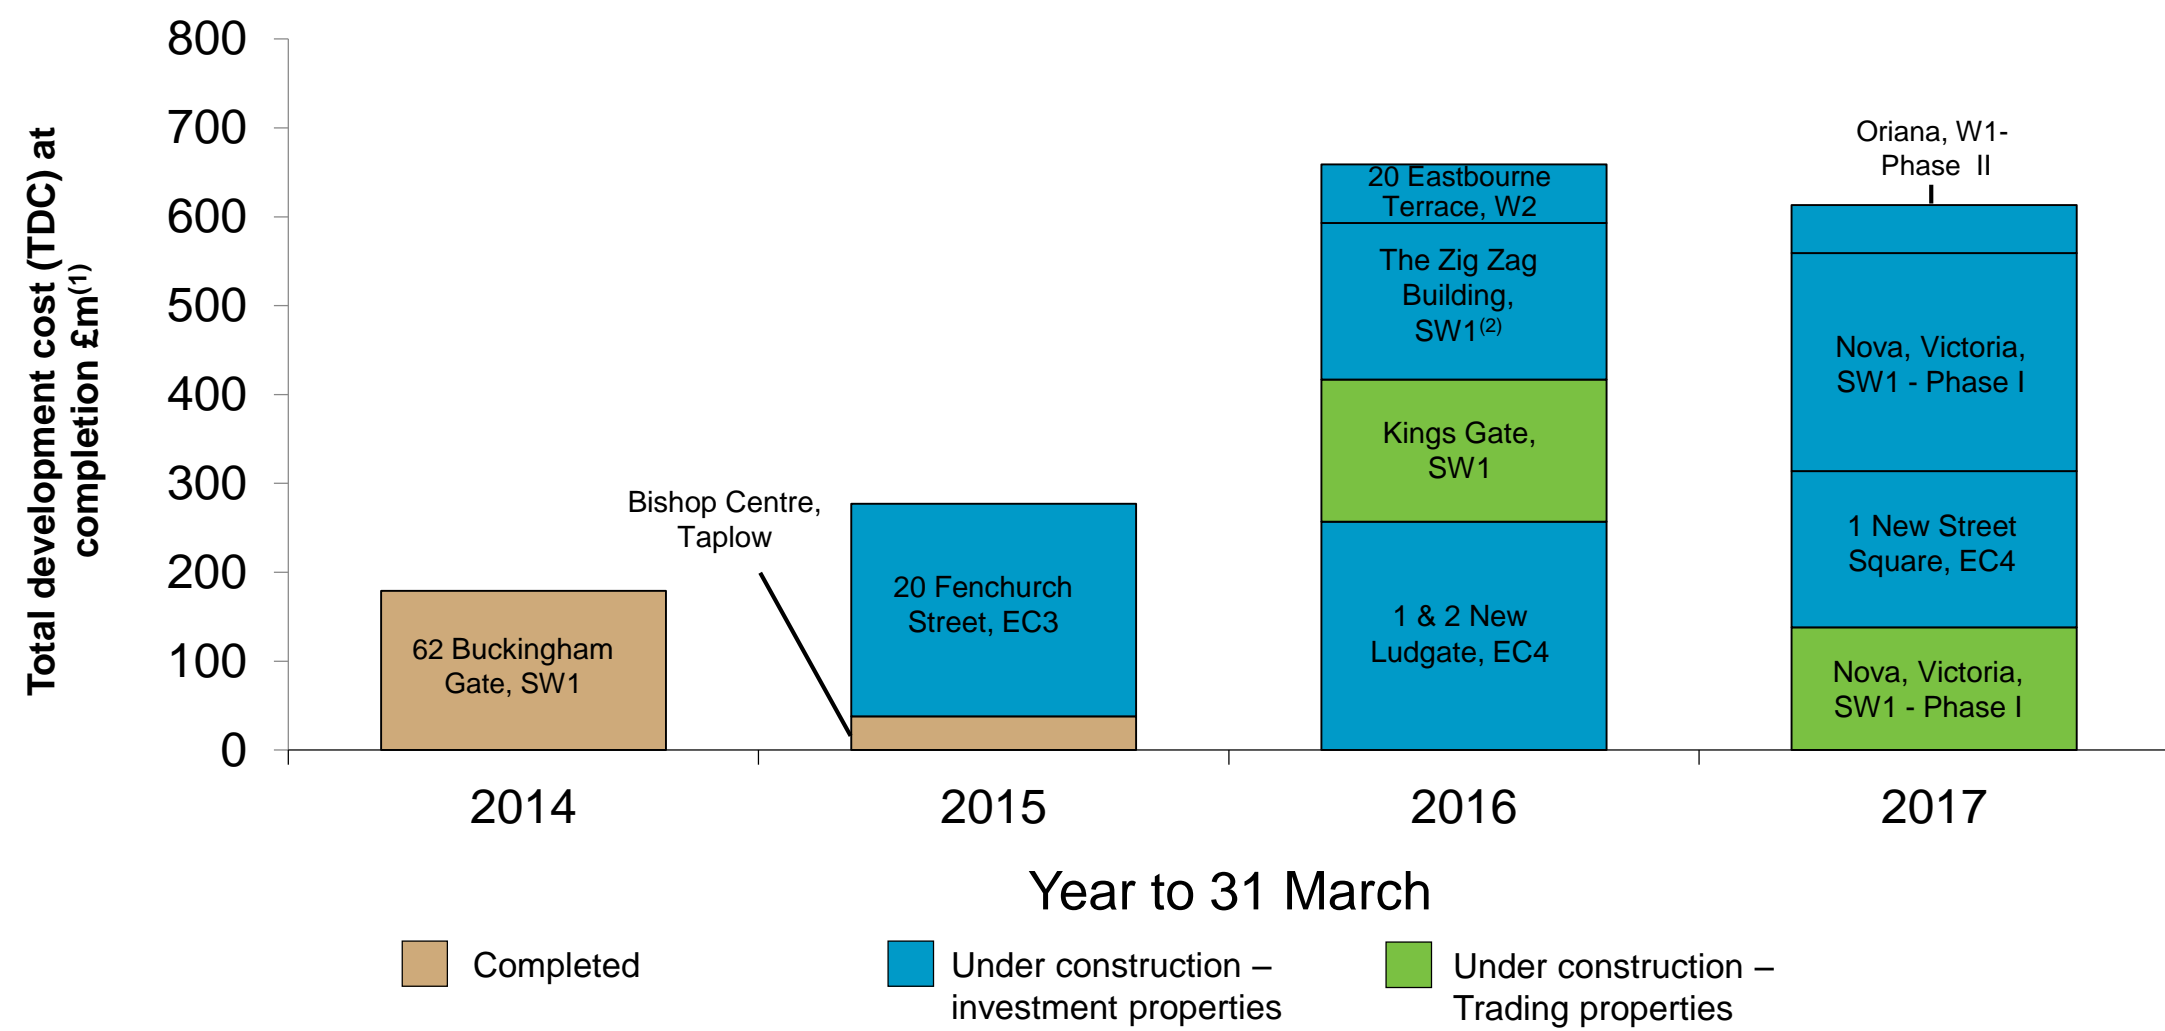 Total development cost (TDC) at
completion £m(1)
800
700
600
500
400
300
200
100
0
62 Buckingham
Gate, SW1
Bishop Centre,
Taplow
20 Fenchurch
Street, EC3
20 Eastbourne
Terrace, W2
The Zig Zag
Building,
SW1(2)
Kings Gate,
SW1
1 & 2 New
Ludgate, EC4
Oriana, W1-
Phase II
Nova, Victoria,
SW1 - Phase I
1 New Street
Square, EC4
Nova, Victoria,
SW1 - Phase I
2014
2015
2016
2017
Year to 31 March
Completed
Under construction –
investment properties
Under construction –
Trading properties